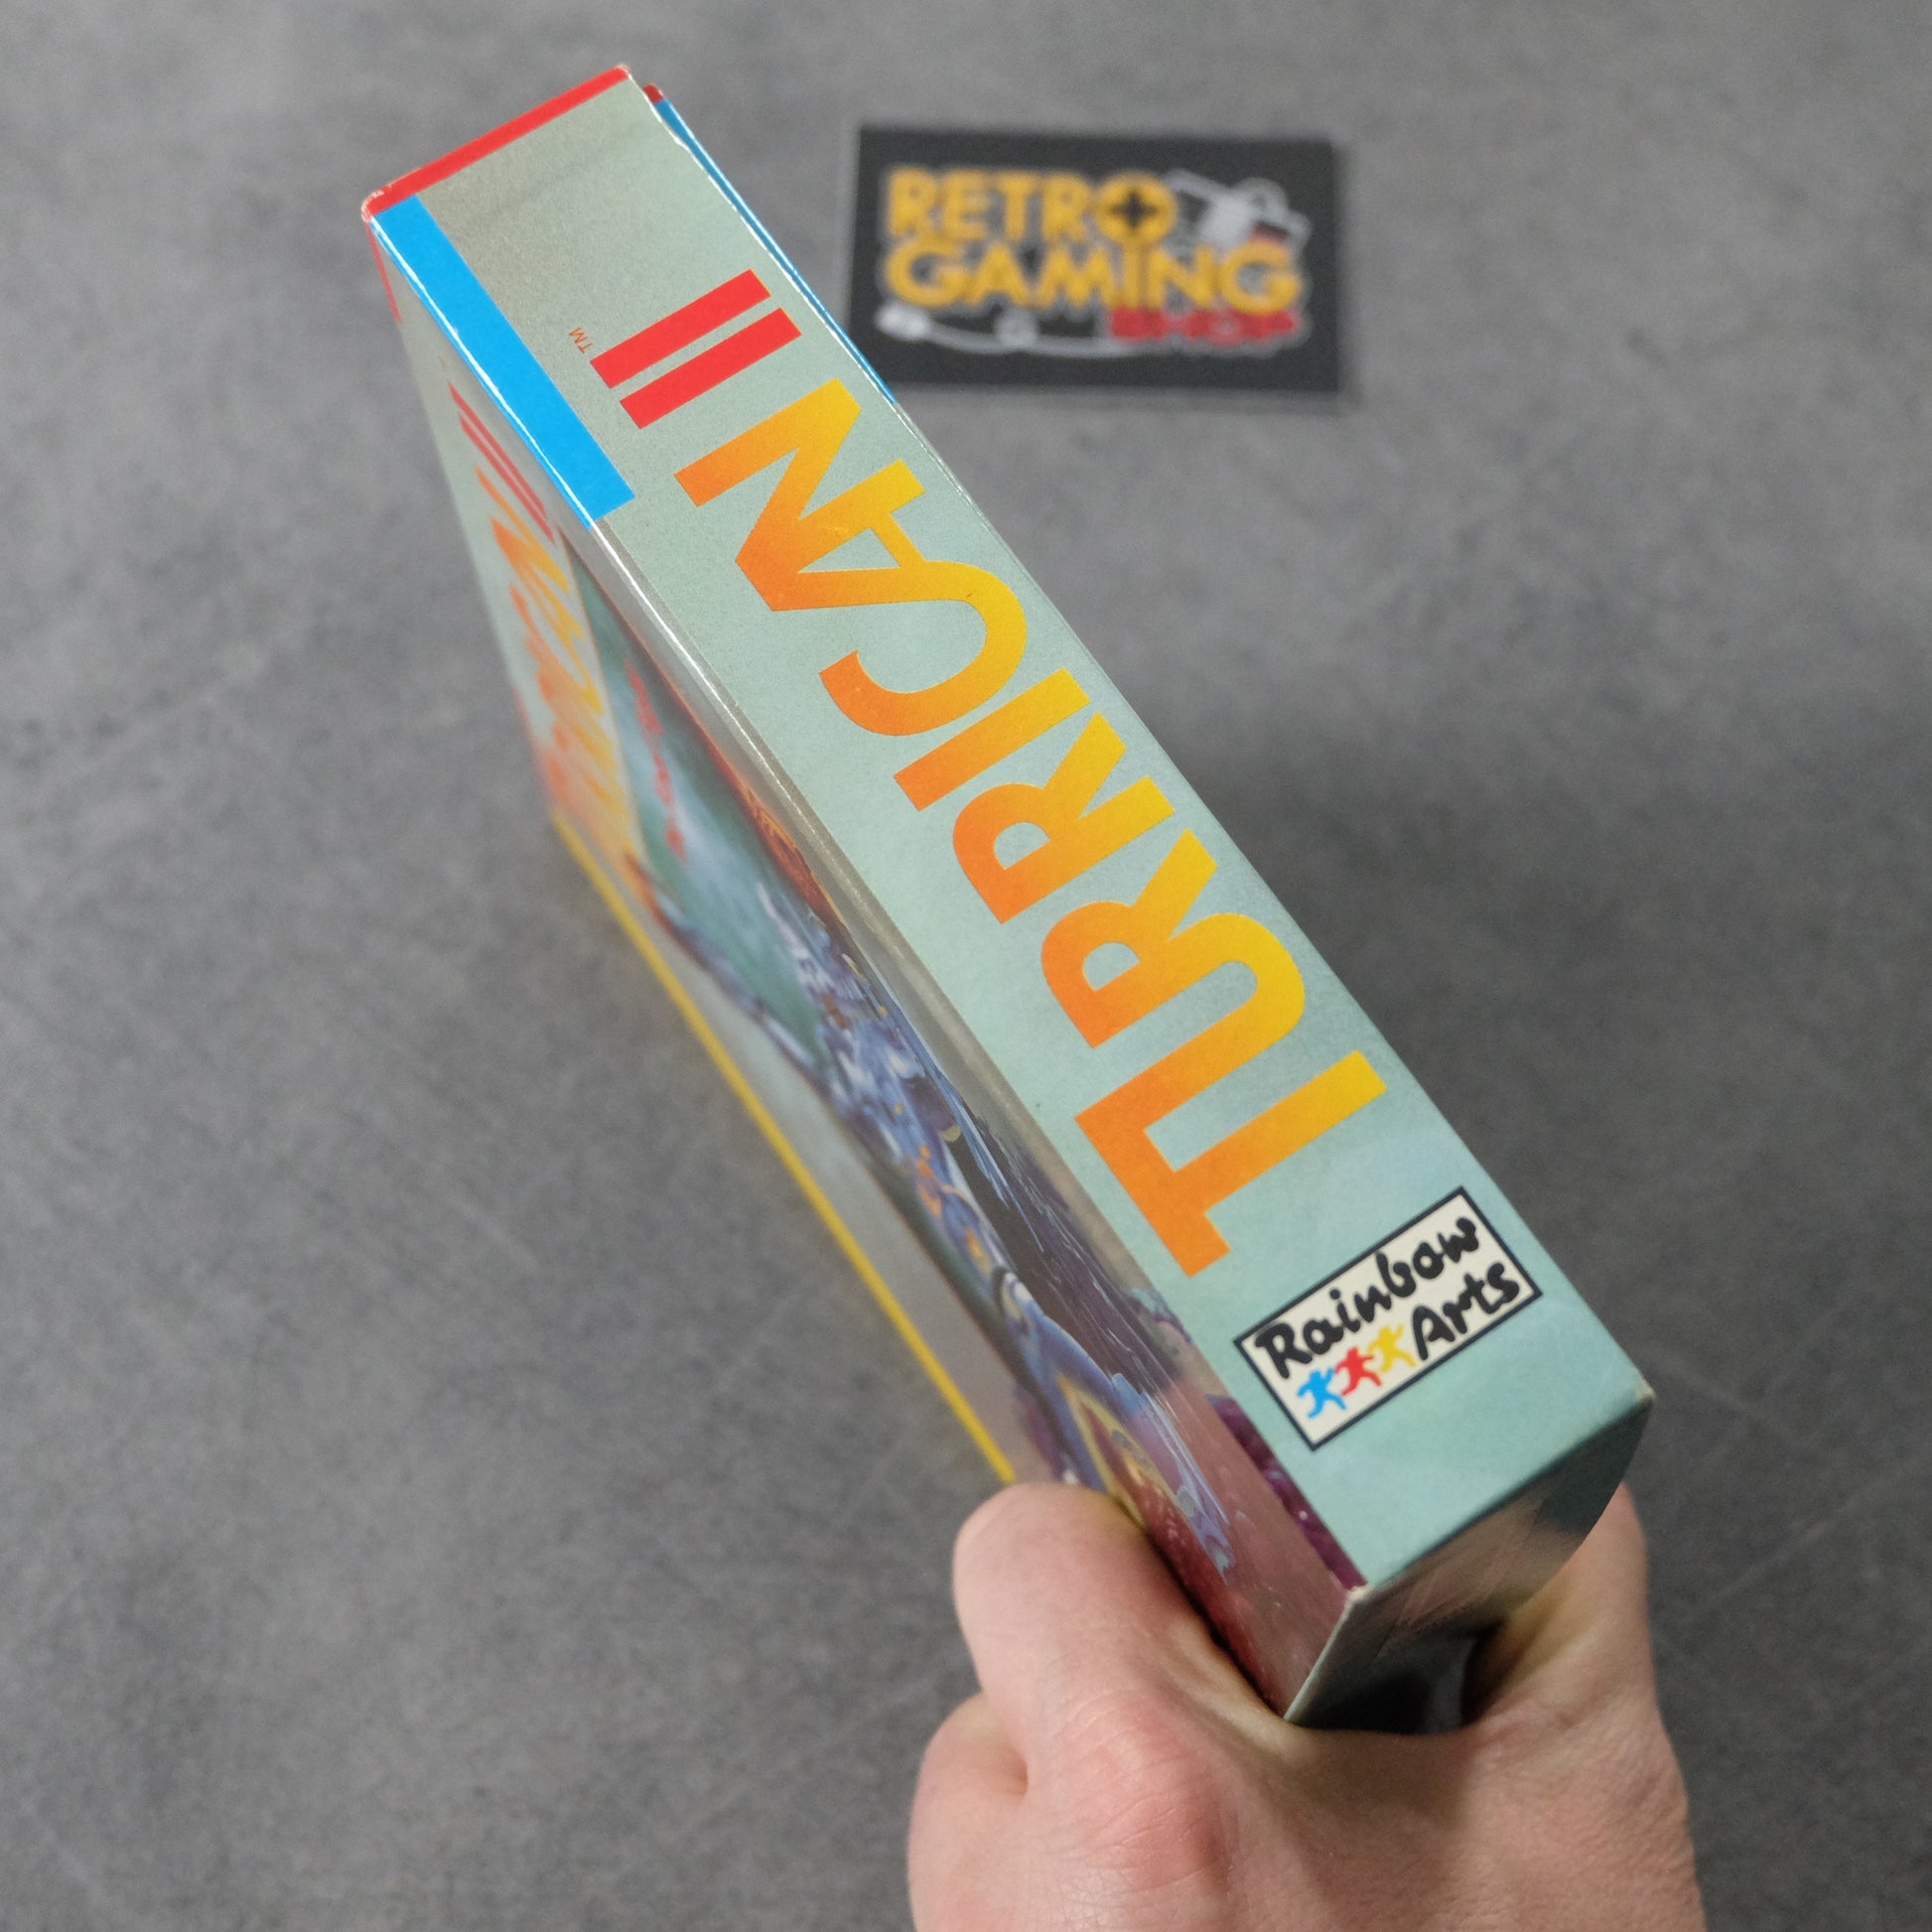 RETRO
GAMING
SHOP
TURRICAN II
TM
Rainbow
Arts